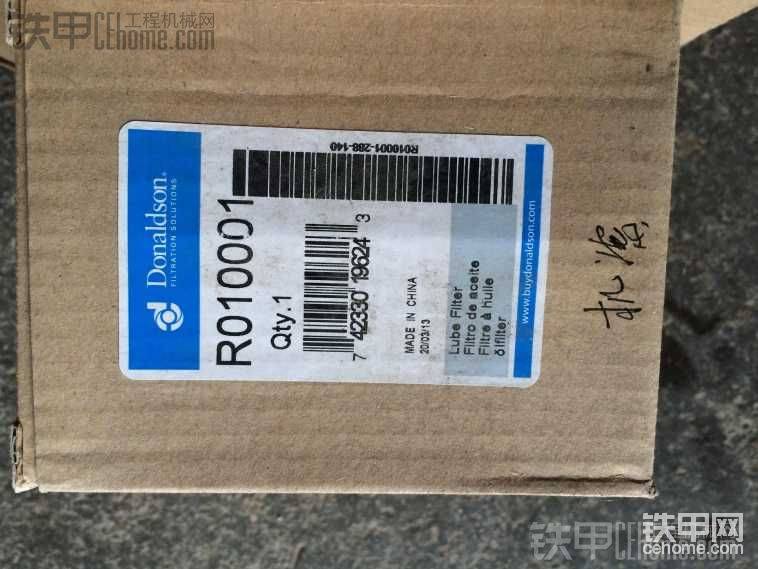 铁甲 CEhome.com
工程机械网
Donaldson®
FILTRATION SOLUTIONS
R010001
Qty.1
R010001-288-140
7 42330 19624 3
MADE IN CHINA
20/03/13
Lube Filter
Filtro de aceite
Filtre à huile
ölfilter
www.buydonaldson.com
机滤
铁甲网
cehome.com